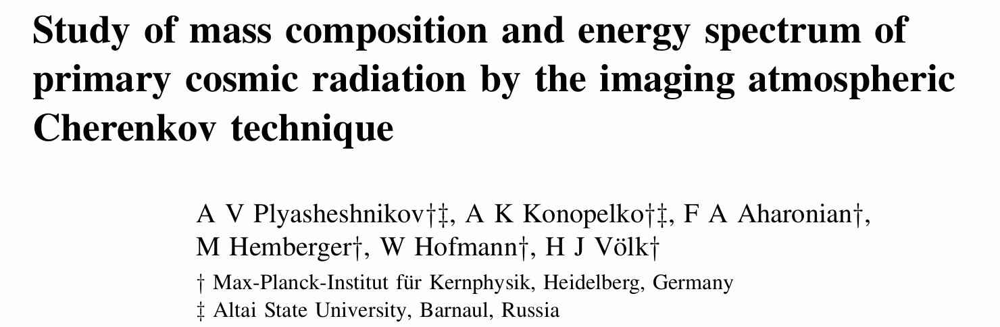 Study of mass composition and energy spectrum of
primary cosmic radiation by the imaging atmospheric
Cherenkov technique
A V Plyasheshnikov†‡, A K Konopelko†‡, F A Aharonian†,
M Hemberger†, W Hofmann†, H J Völk†
† Max-Planck-Institut für Kernphysik, Heidelberg, Germany
‡ Altai State University, Barnaul, Russia